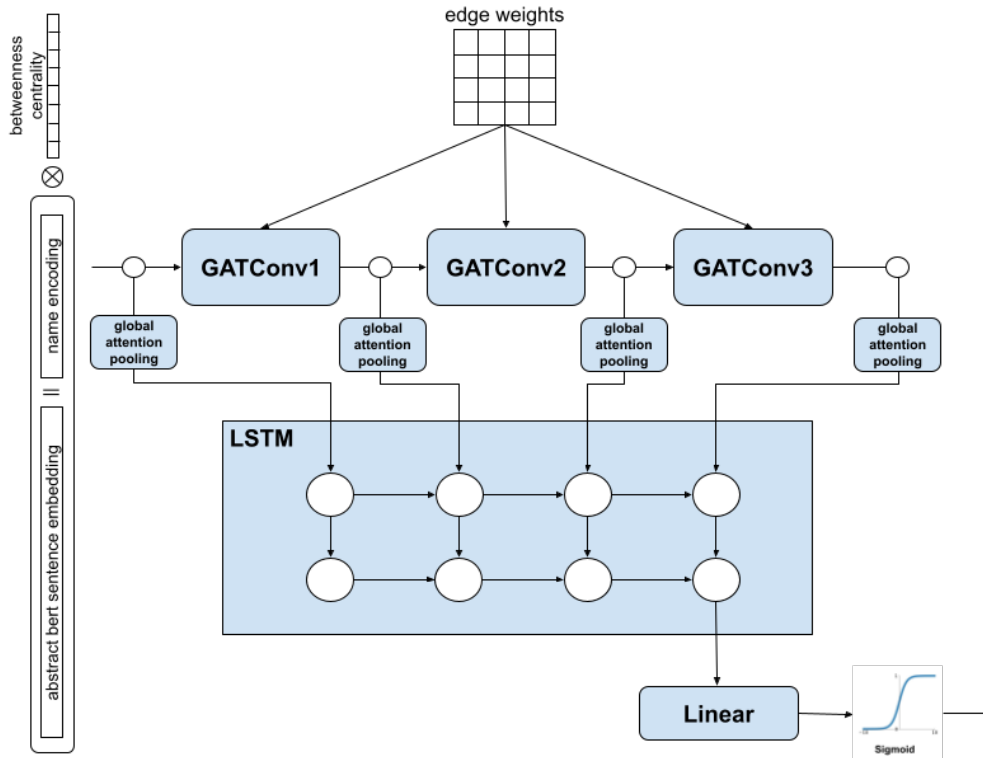 edge weights
betweenness
centrality
name encoding
||
abstract bert sentence embedding
GATConv1
GATConv2
GATConv3
global
attention
pooling
global
attention
pooling
global
attention
pooling
global
attention
pooling
LSTM
Linear
Sigmoid